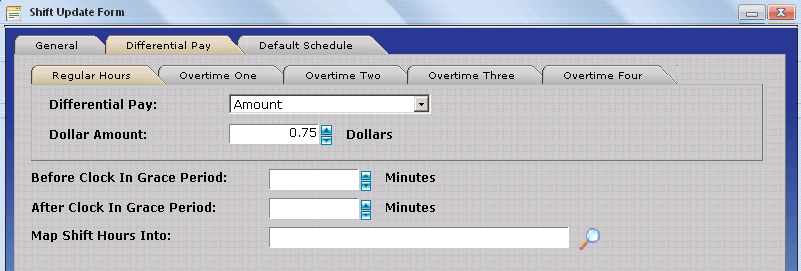 Shift Update Form
General Differential Pay Default Schedule
Regular Hours Overtime One Overtime Two Overtime Three Overtime Four
Differential Pay: Amount
Dollar Amount: 0.75 Dollars
Before Clock In Grace Period: Minutes
After Clock In Grace Period: Minutes
Map Shift Hours Into: